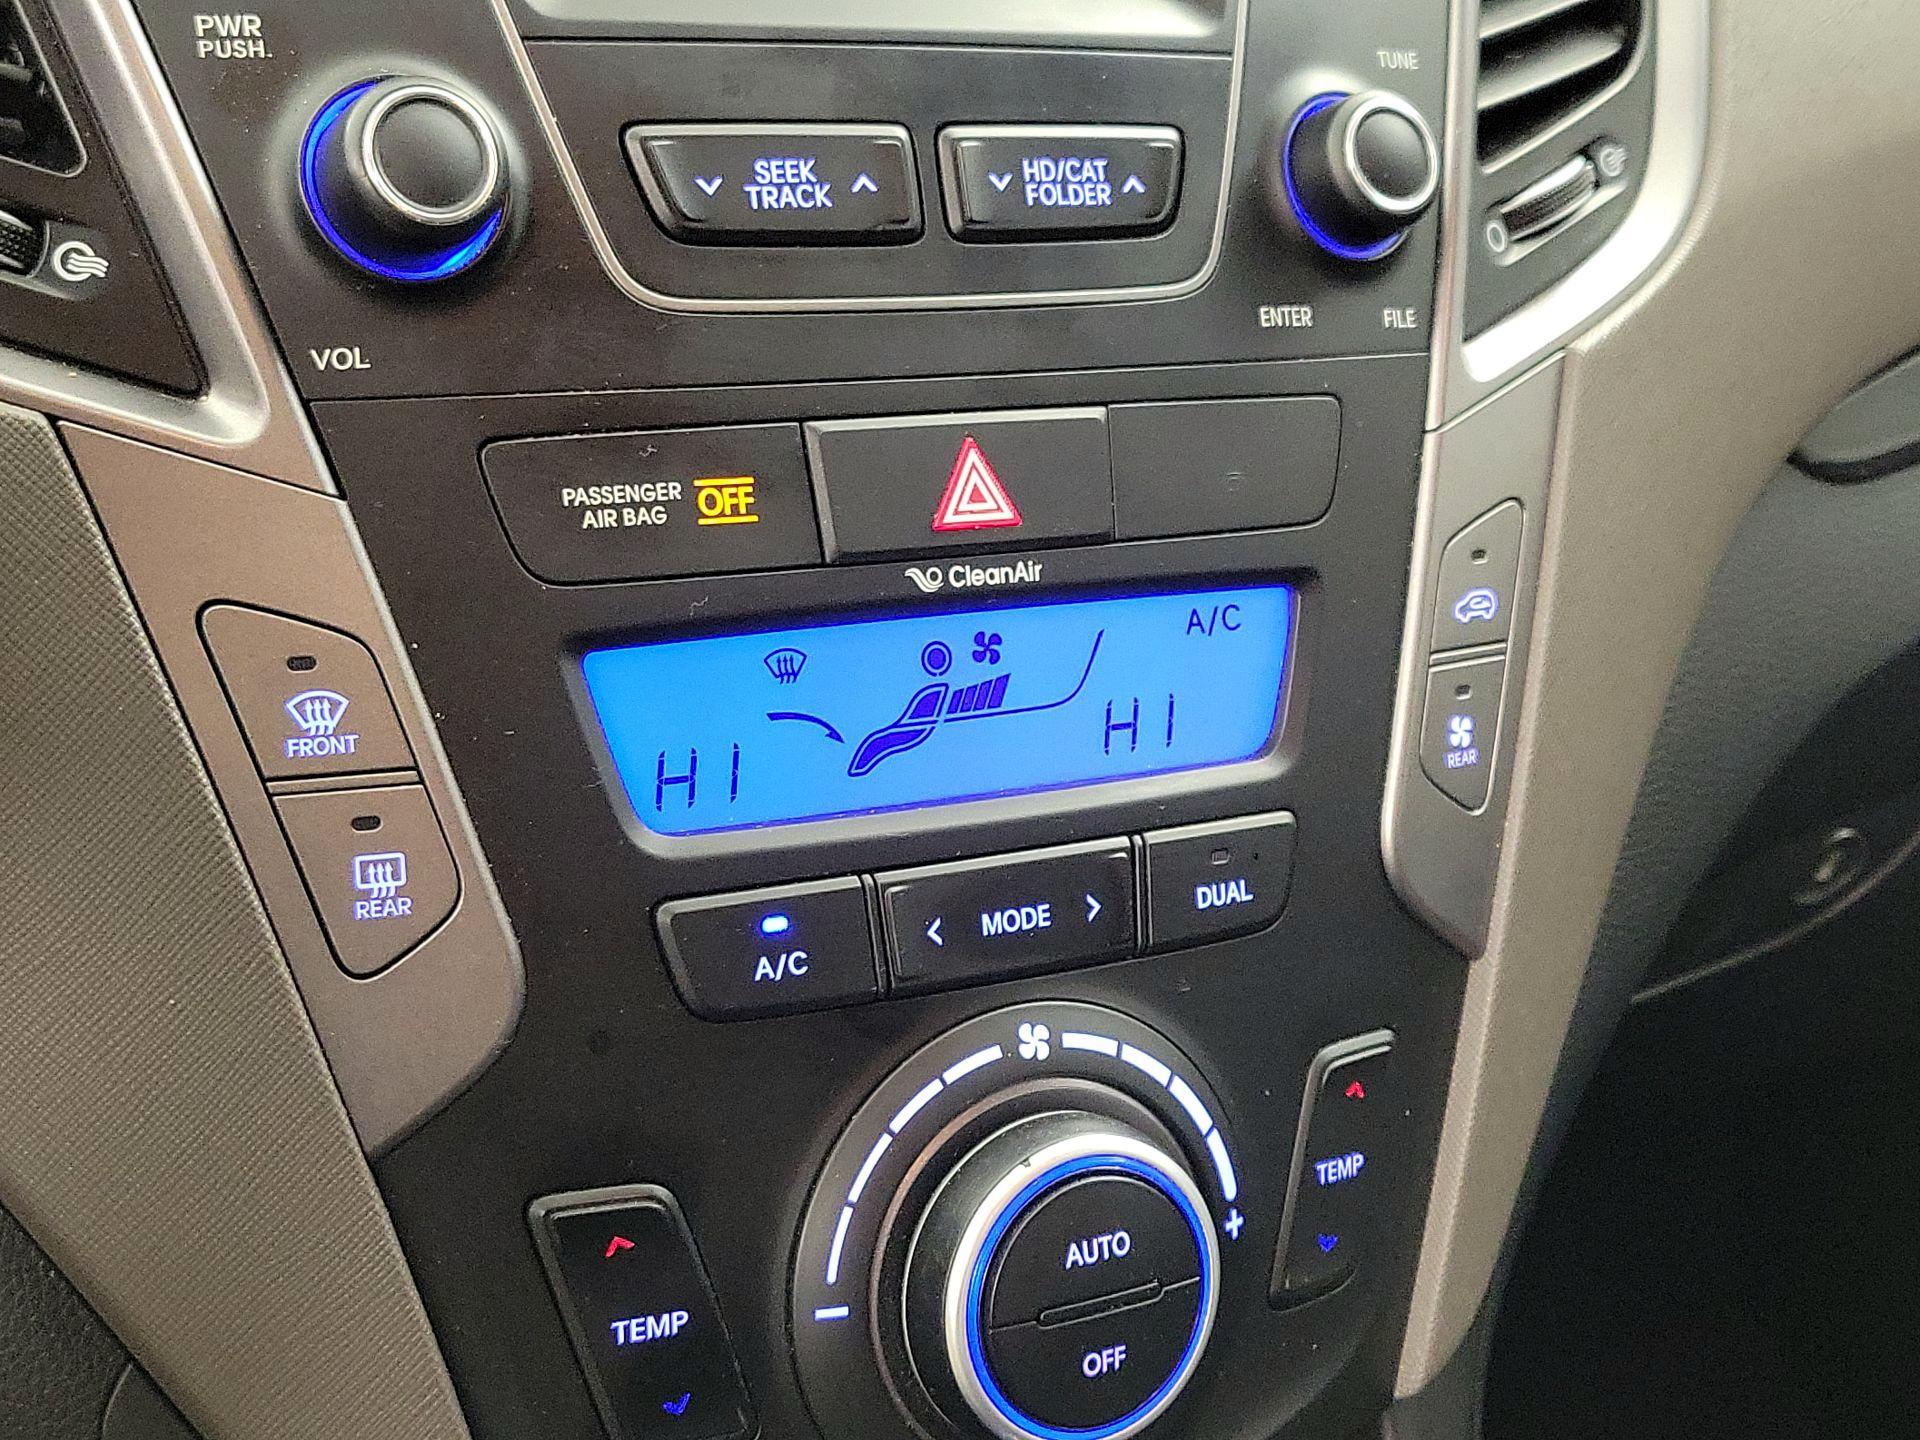 PWR
PUSH
TUNE
SEEK
TRACK
HD/CAT
FOLDER
ENTER
FILE
VOL
PASSENGER
AIR BAG
OFF
CleanAir
A/C
HI
HI
FRONT
REAR
REAR
A/C
MODE
DUAL
TEMP
AUTO
OFF
TEMP